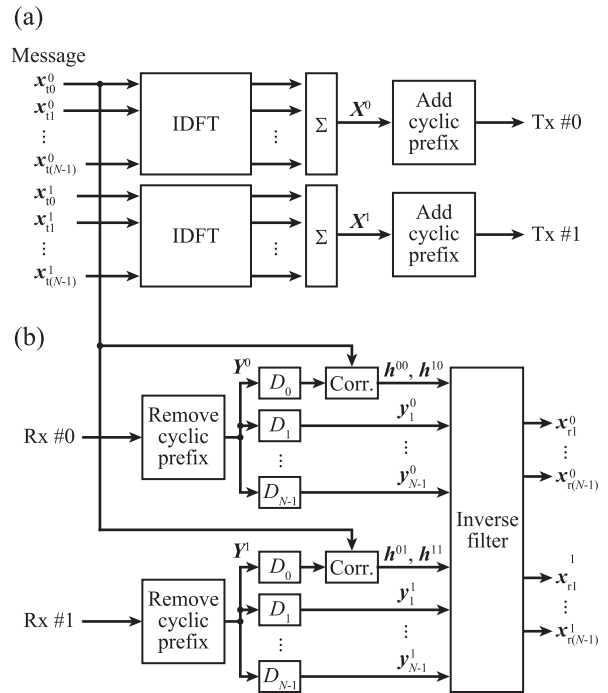 (a)
Message
x⁰t0
x⁰t1
⋮
x⁰t(N-1)
IDFT
⋮
Σ
X⁰
Add
cyclic
prefix
Tx #0
x¹t0
x¹t1
⋮
x¹t(N-1)
IDFT
⋮
Σ
X¹
Add
cyclic
prefix
Tx #1
(b)
Rx #0
Remove
cyclic
prefix
Y⁰
D0
Corr.
h⁰⁰, h¹⁰
D1
y⁰1
⋮
⋮
DN-1
y⁰N-1
Rx #1
Remove
cyclic
prefix
Y¹
D0
Corr.
h⁰¹, h¹¹
D1
y¹1
⋮
⋮
DN-1
y¹N-1
Inverse
filter
x⁰r1
⋮
x⁰r(N-1)
x¹r1
⋮
x¹r(N-1)